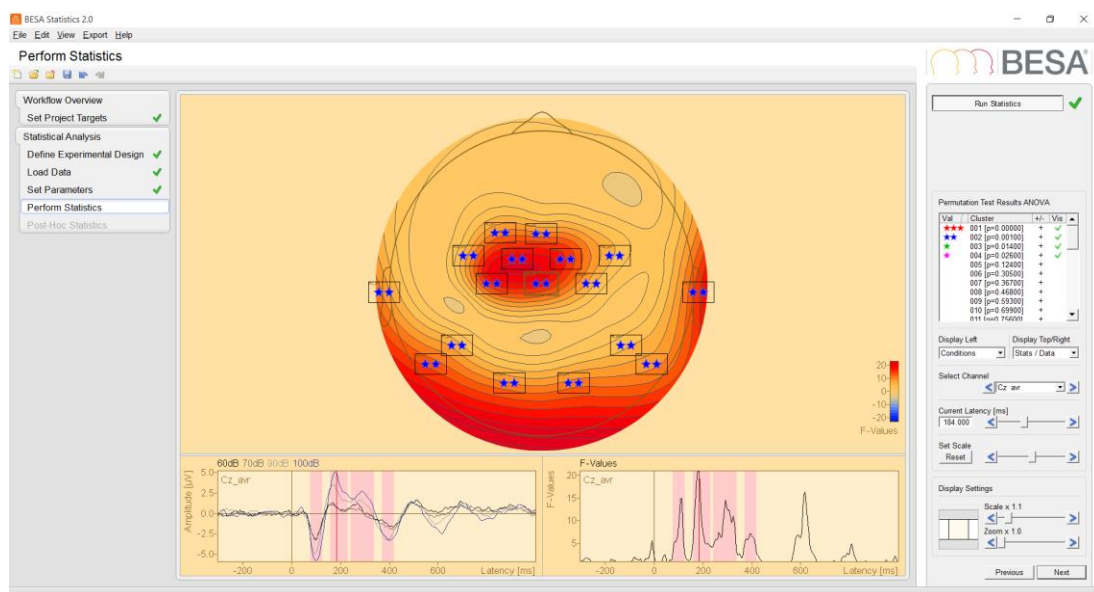 BESA Statistics 2.0
File Edit View Export Help
Perform Statistics
BESA
Workflow Overview
Set Project Targets
Statistical Analysis
Define Experimental Design
Load Data
Set Parameters
Perform Statistics
Post-Hoc Statistics
20
10
0
-10
-20
F-Values
60dB 70dB 90dB 100dB
Cz_avr
Amplitude [µV]
5.0
2.5
0.0
-2.5
-5.0
-200 0 200 400 600 Latency [ms]
F-Values
Cz_avr
F-Values
20
15
10
5
-200 0 200 400 600 Latency [ms]
Run Statistics
Permutation Test Results ANOVA
Val Cluster +/- Vis
001 [p=0.00000] +
002 [p=0.00100] +
003 [p=0.01400] +
004 [p=0.02600] +
005 [p=0.12400] +
006 [p=0.30500] +
007 [p=0.36700] +
008 [p=0.46800] +
009 [p=0.59300] +
010 [p=0.69900] +
011 [p=0.75600] +
Display Left Display Top/Right
Conditions Stats / Data
Select Channel
Cz_avr
Current Latency [ms]
184.000
Set Scale
Reset
Display Settings
Scale x 1.1
Zoom x 1.0
Previous Next